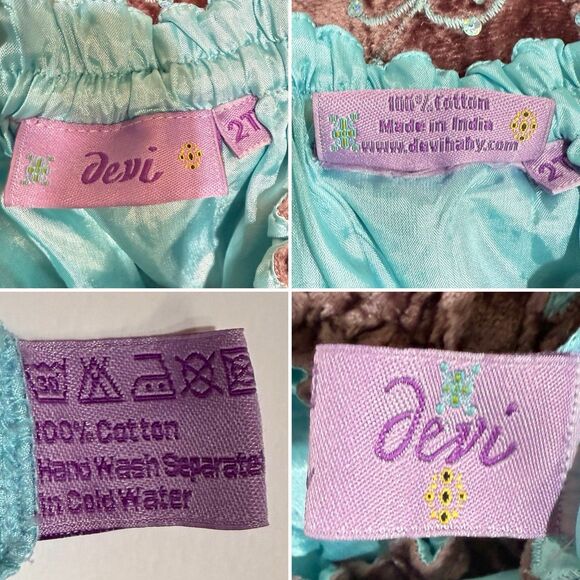 devi
2T
100% Cotton
Made in India
www.devibaby.com
2T
30
100% Cotton
Hand Wash Separate
in Cold Water
devi